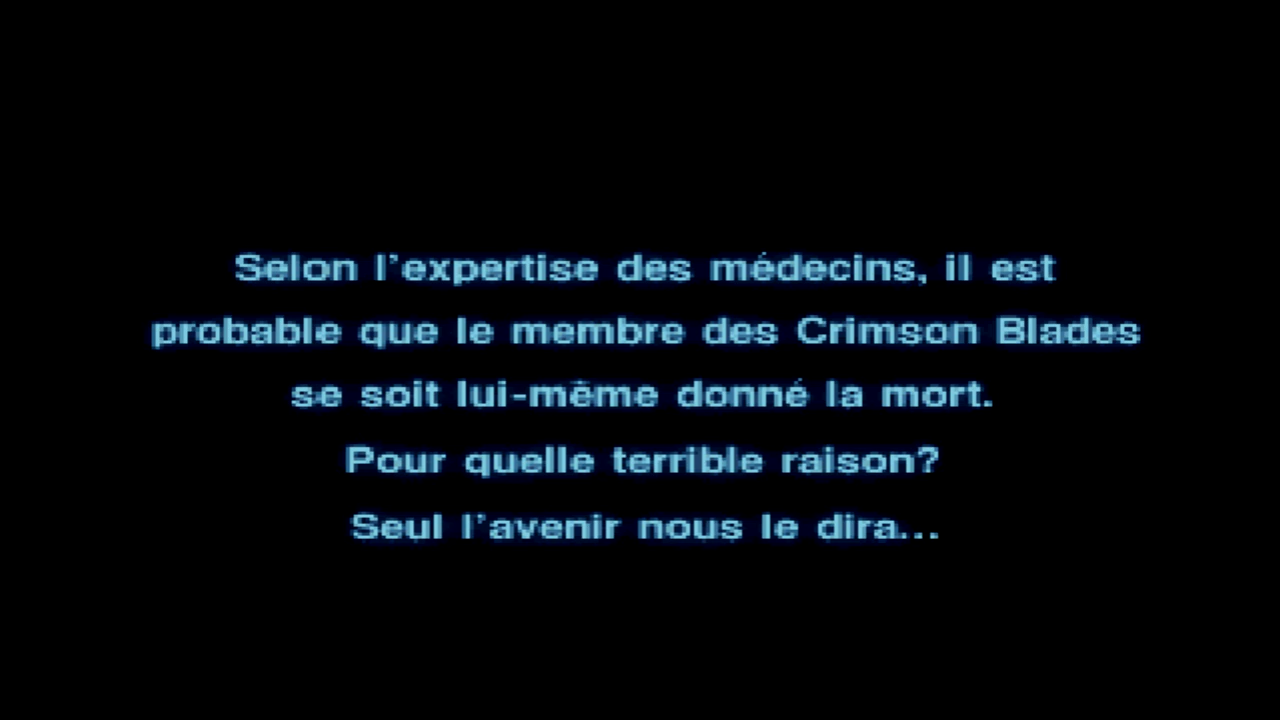 Selon l'expertise des médecins, il est
probable que le membre des Crimson Blades
se soit lui-même donné la mort.
Pour quelle terrible raison?
Seul l'avenir nous le dira...